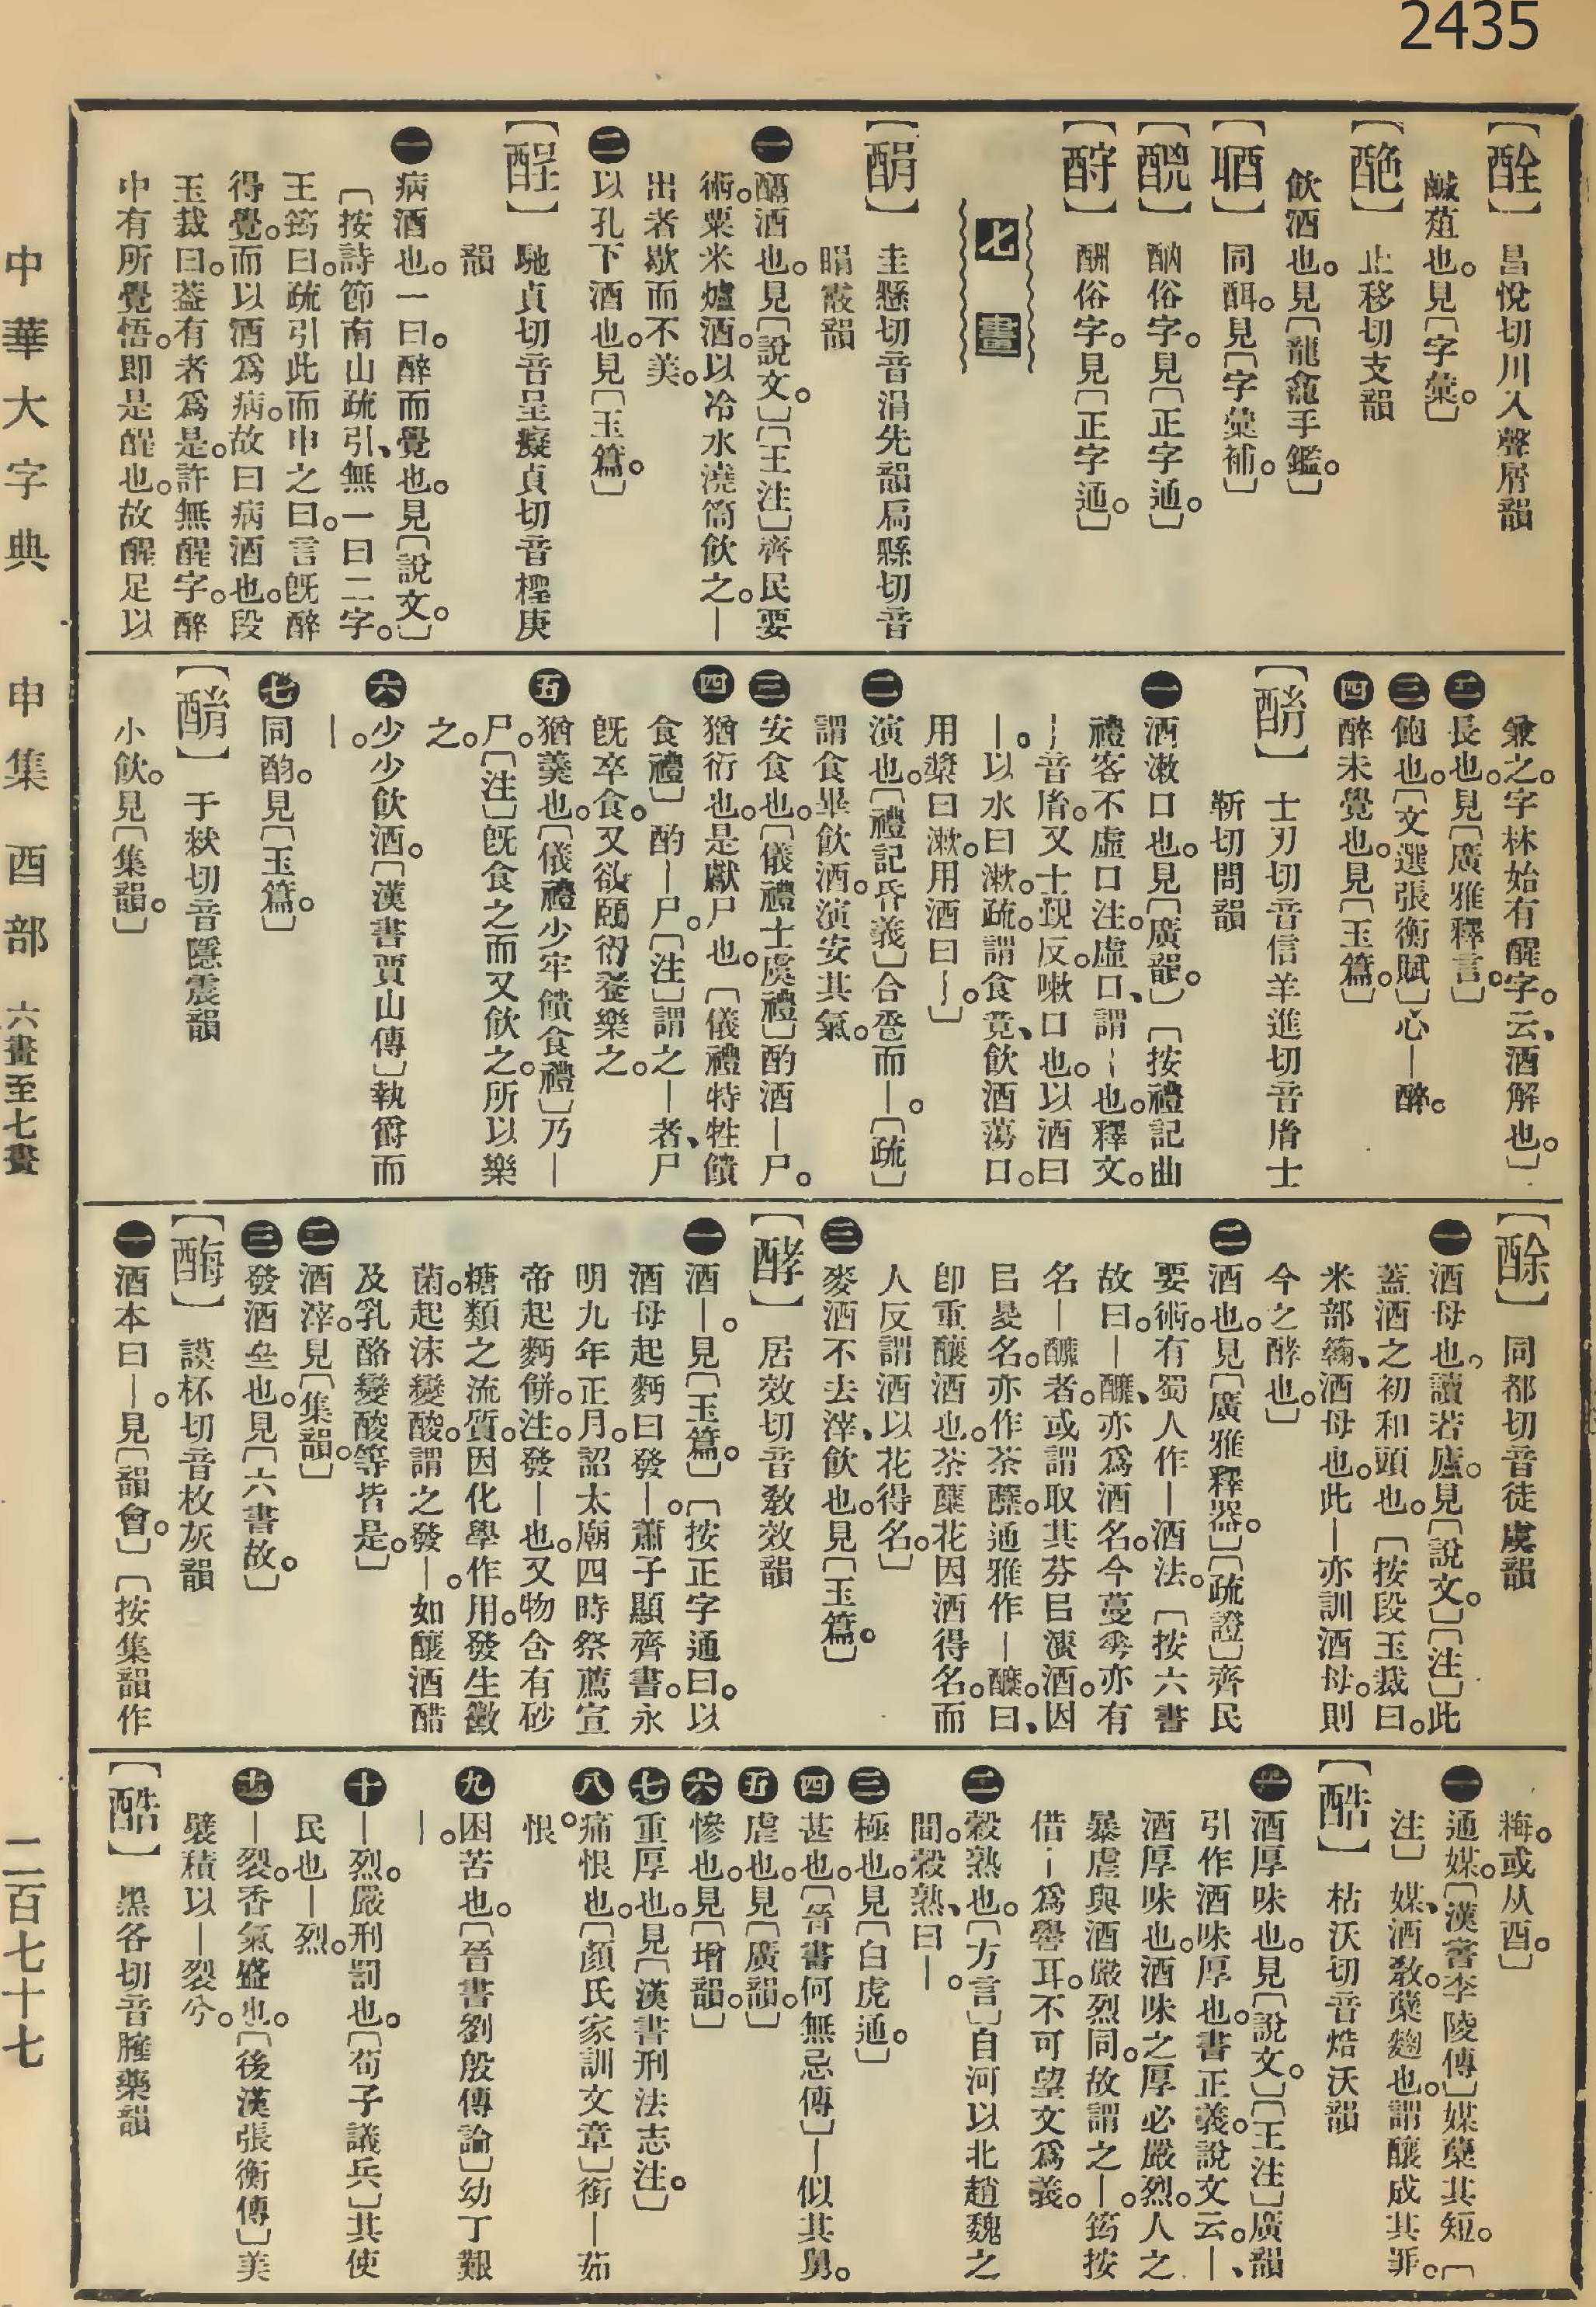 2435
【酫】昌悅切川入聲屑韻
鹹菹也。見〔字彙。〕
【䣩】止移切支韻
飲酒也。見〔龍龕手鑑。〕
同酭。見〔字彙補。〕
【䣪】酗俗字。見〔正字通。〕
酬俗字。見〔正字通。〕
七畫
【酳】圭懸切音涓先韻扃縣切音
睊霰韻
一釃酒也。見〔說文。〕〔王注〕齊民要
術。粟米爐酒。以冷水澆筒飲之。—
出者歇而不美。
二以孔下酒也。見〔玉篇。〕
【酲】馳貞切音呈癡貞切音檉庚
韻
一病酒也。一曰。醉而覺也。見〔說文。〕
〔按詩節南山疏引、無一曰二字。
王筠曰。疏引此而申之曰。言旣醉
得覺。而以酒爲病。故曰病酒也。段
玉裁曰。葢有者爲是。許無醒字。醉
中有所覺悟。卽是酲也。故酲足以
兼之。字林始有醒字。云、酒解也。〕
二長也。見〔廣雅釋言。〕
三飽也。〔文選張衡賦〕心—醉。
四醉未覺也。見〔玉篇。〕
【酳】士刃切音信羊進切音胤士
靳切問韻
一酒漱口也。見〔廣韻。〕〔按禮記曲
禮客不虛口注。虛口、謂—也。釋文。
—音胤。又士覲反。嗽口也。以酒曰
—。以水曰漱。疏。謂食竟、飲酒蕩口。
用漿曰漱。用酒曰—。〕
二演也。〔禮記昏義〕合巹而—。〔疏〕
謂食畢飲酒。演安其氣。
三安食也。〔儀禮士虞禮〕酌酒—尸。
四猶衍也。是獻尸也。〔儀禮特牲饋
食禮〕酌—尸。〔注〕謂之—者、尸
旣卒食。又欲頤衍養樂之。
五猶羨也。〔儀禮少牢饋食禮〕乃—
尸。〔注〕旣食之而又飲之。所以樂
之。
六少少飲酒。〔漢書賈山傳〕執爵而
—。
七同酌。見〔玉篇。〕
【酳】于𣢾切音隱震韻
小飲。見〔集韻。〕
【酴】同都切音徒虞韻
一酒母也。讀若廬。見〔說文。〕〔注〕此
蓋酒之初和頭也。〔按段玉裁曰。
米部䊩、酒母也。此—亦訓酒母。則
今之酵也。〕
二酒也。見〔廣雅釋器。〕〔疏證〕齊民
要術。有蜀人作—酒法。〔按六書
故曰。—醾、亦爲酒名。今蔓䔢亦有
名—醾者。或謂取其芬㠯漉酒。因
㠯曼名。亦作荼蘼。通雅作—醿。曰、
卽重釀酒也。荼蘼花因酒得名。而
人反謂酒以花得名。〕
三麥酒不去滓、飲也。見〔玉篇。〕
【酵】居效切音敎效韻
一酒—。見〔玉篇。〕〔按正字通曰。以
酒母起麪曰發—。蕭子顯齊書。永
明九年正月。詔太廟四時祭薦宣
帝起麪餅。注。發—也。又物含有砂
糖類之流質。因化學作用。發生黴
菌。起沫變酸。謂之發—。如釀酒醋
及乳酪變酸等皆是。〕
二酒滓。見〔集韻。〕
三發酒坙也。見〔六書故。〕
【酶】謨杯切音枚灰韻
一酒本曰—。見〔韻會。〕〔按集韻作
䊈。或从酉。〕
一通媒。〔漢書李陵傳〕媒糵其短。〔
注〕媒、酒敎。糵麴也。謂釀成其罪。
【酷】枯沃切音焅沃韻
一酒厚味也。見〔說文。〕〔王注〕廣韻
引作酒味厚也。書正義。說文云。—、
酒厚味也。酒味之厚必嚴烈。人之
暴虐與酒嚴烈同。故謂之—。筠按
借—爲嚳耳。不可望文爲義。
二穀熟也。〔方言〕自河以北趙魏之
間。穀熟、曰—。
三極也。見〔白虎通。〕
四甚也。〔晉書何無忌傳〕—似其舅。
五虐也。見〔廣韻。〕
六慘也。見〔增韻。〕
七重厚也。見〔漢書刑法志注。〕
八痛恨也。〔顏氏家訓文章〕銜—茹
恨。
九困苦也。〔晉書劉殷傳論〕幼丁艱
—。
十—烈。嚴刑罰也。〔荀子議兵〕其使
民也—烈。
十一—裂。香氣盛也。〔後漢張衡傳〕美
襞積以—裂兮。
【酷】黑各切音臛藥韻
中華大字典 申集 酉部 六畫至七畫 二百七十七